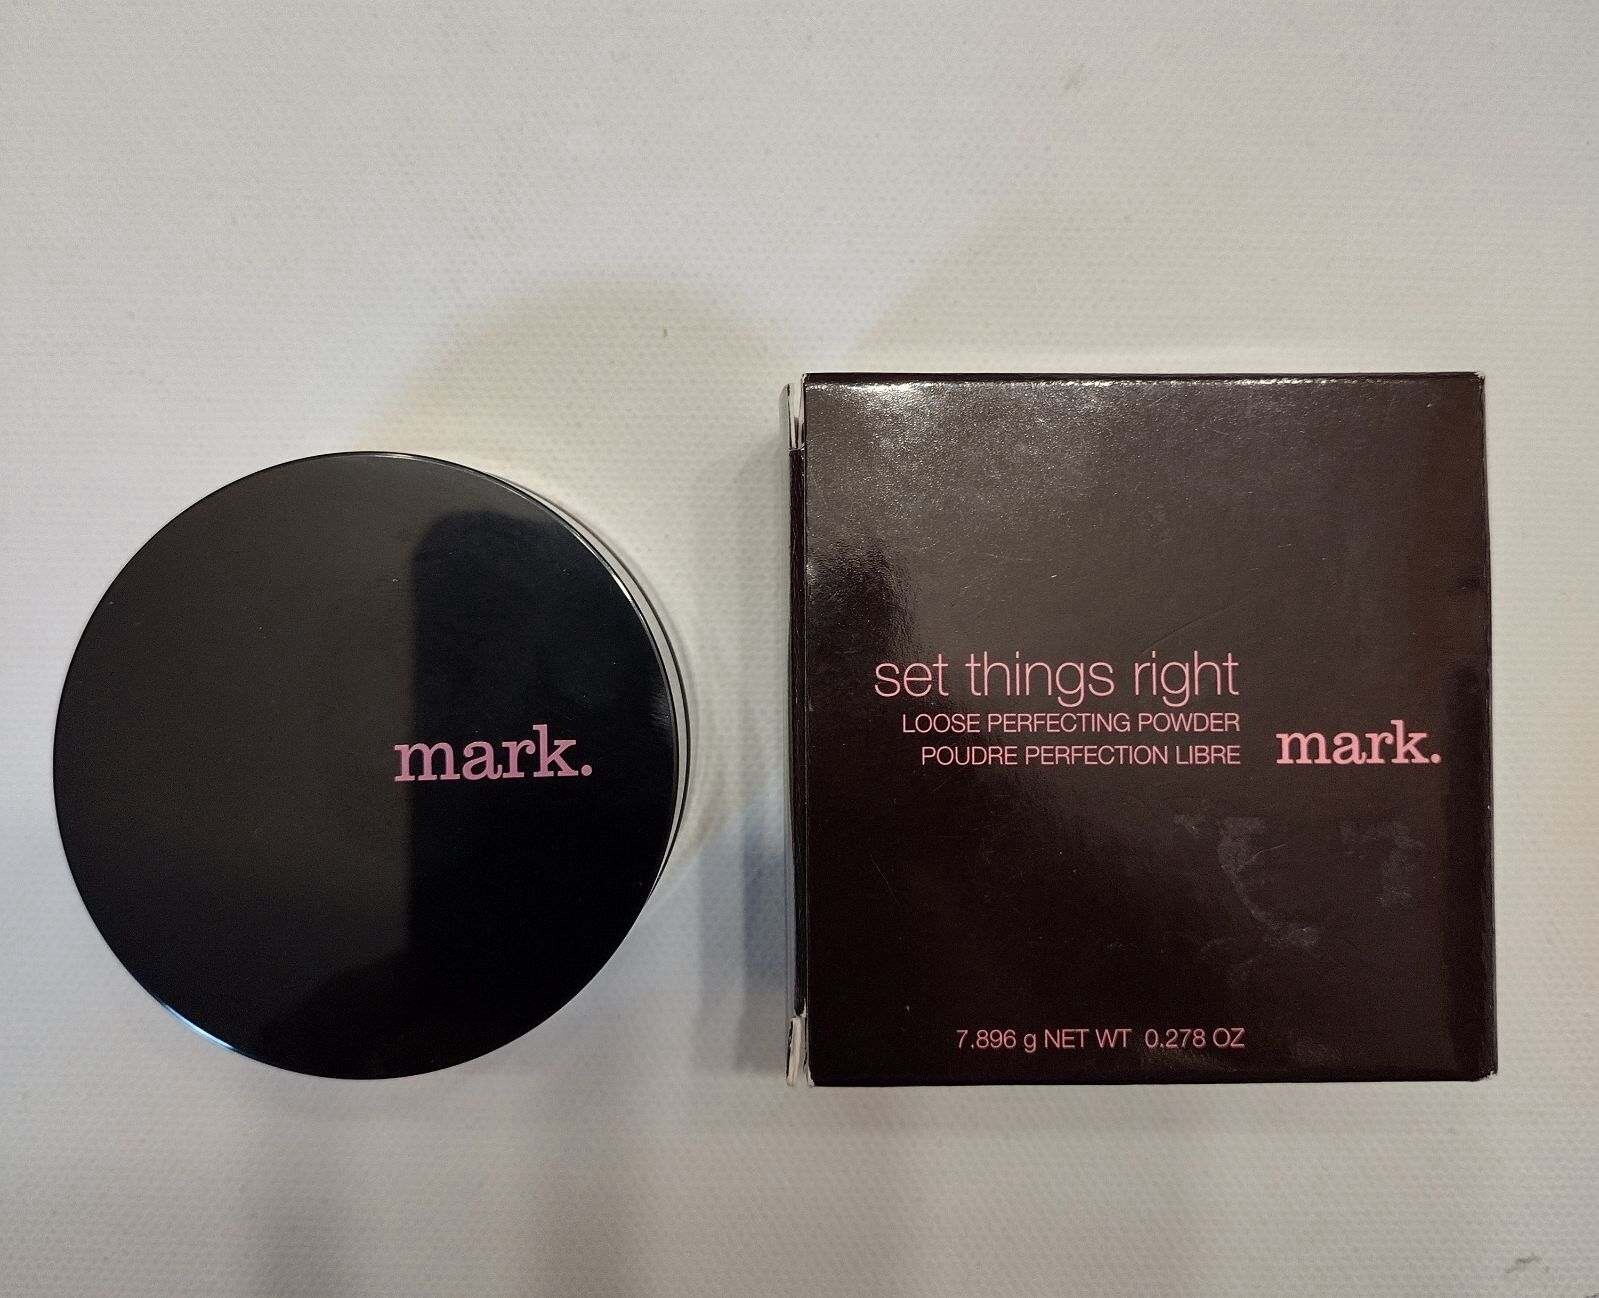 mark.
set things right
LOOSE PERFECTING POWDER
POUDRE PERFECTION LIBRE
mark.
7.896 g NET WT 0.278 OZ